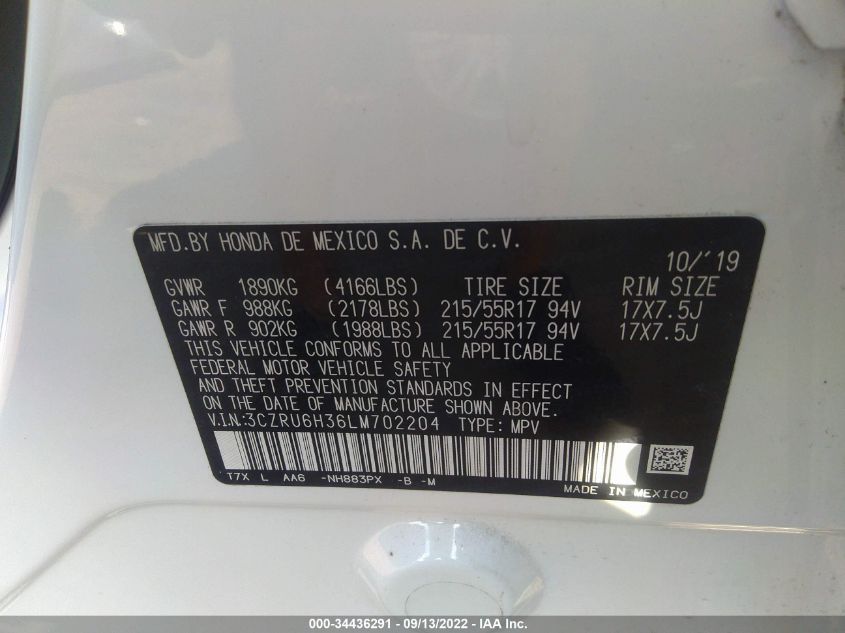 MFD.BY HONDA DE MEXICO S.A. DE C.V.
10/'19
GVWR 1890KG (4166LBS) TIRE SIZE RIM SIZE
GAWR F 988KG (2178LBS) 215/55R17 94V 17X7.5J
GAWR R 902KG (1988LBS) 215/55R17 94V 17X7.5J
THIS VEHICLE CONFORMS TO ALL APPLICABLE
FEDERAL MOTOR VEHICLE SAFETY
AND THEFT PREVENTION STANDARDS IN EFFECT
ON THE DATE OF MANUFACTURE SHOWN ABOVE.
V.I.N:3CZRU6H36LM702204 TYPE: MPV
T7X L AA6 -NH883PX -B -M
MADE IN MEXICO
000-34436291 - 09/13/2022 - IAA Inc.